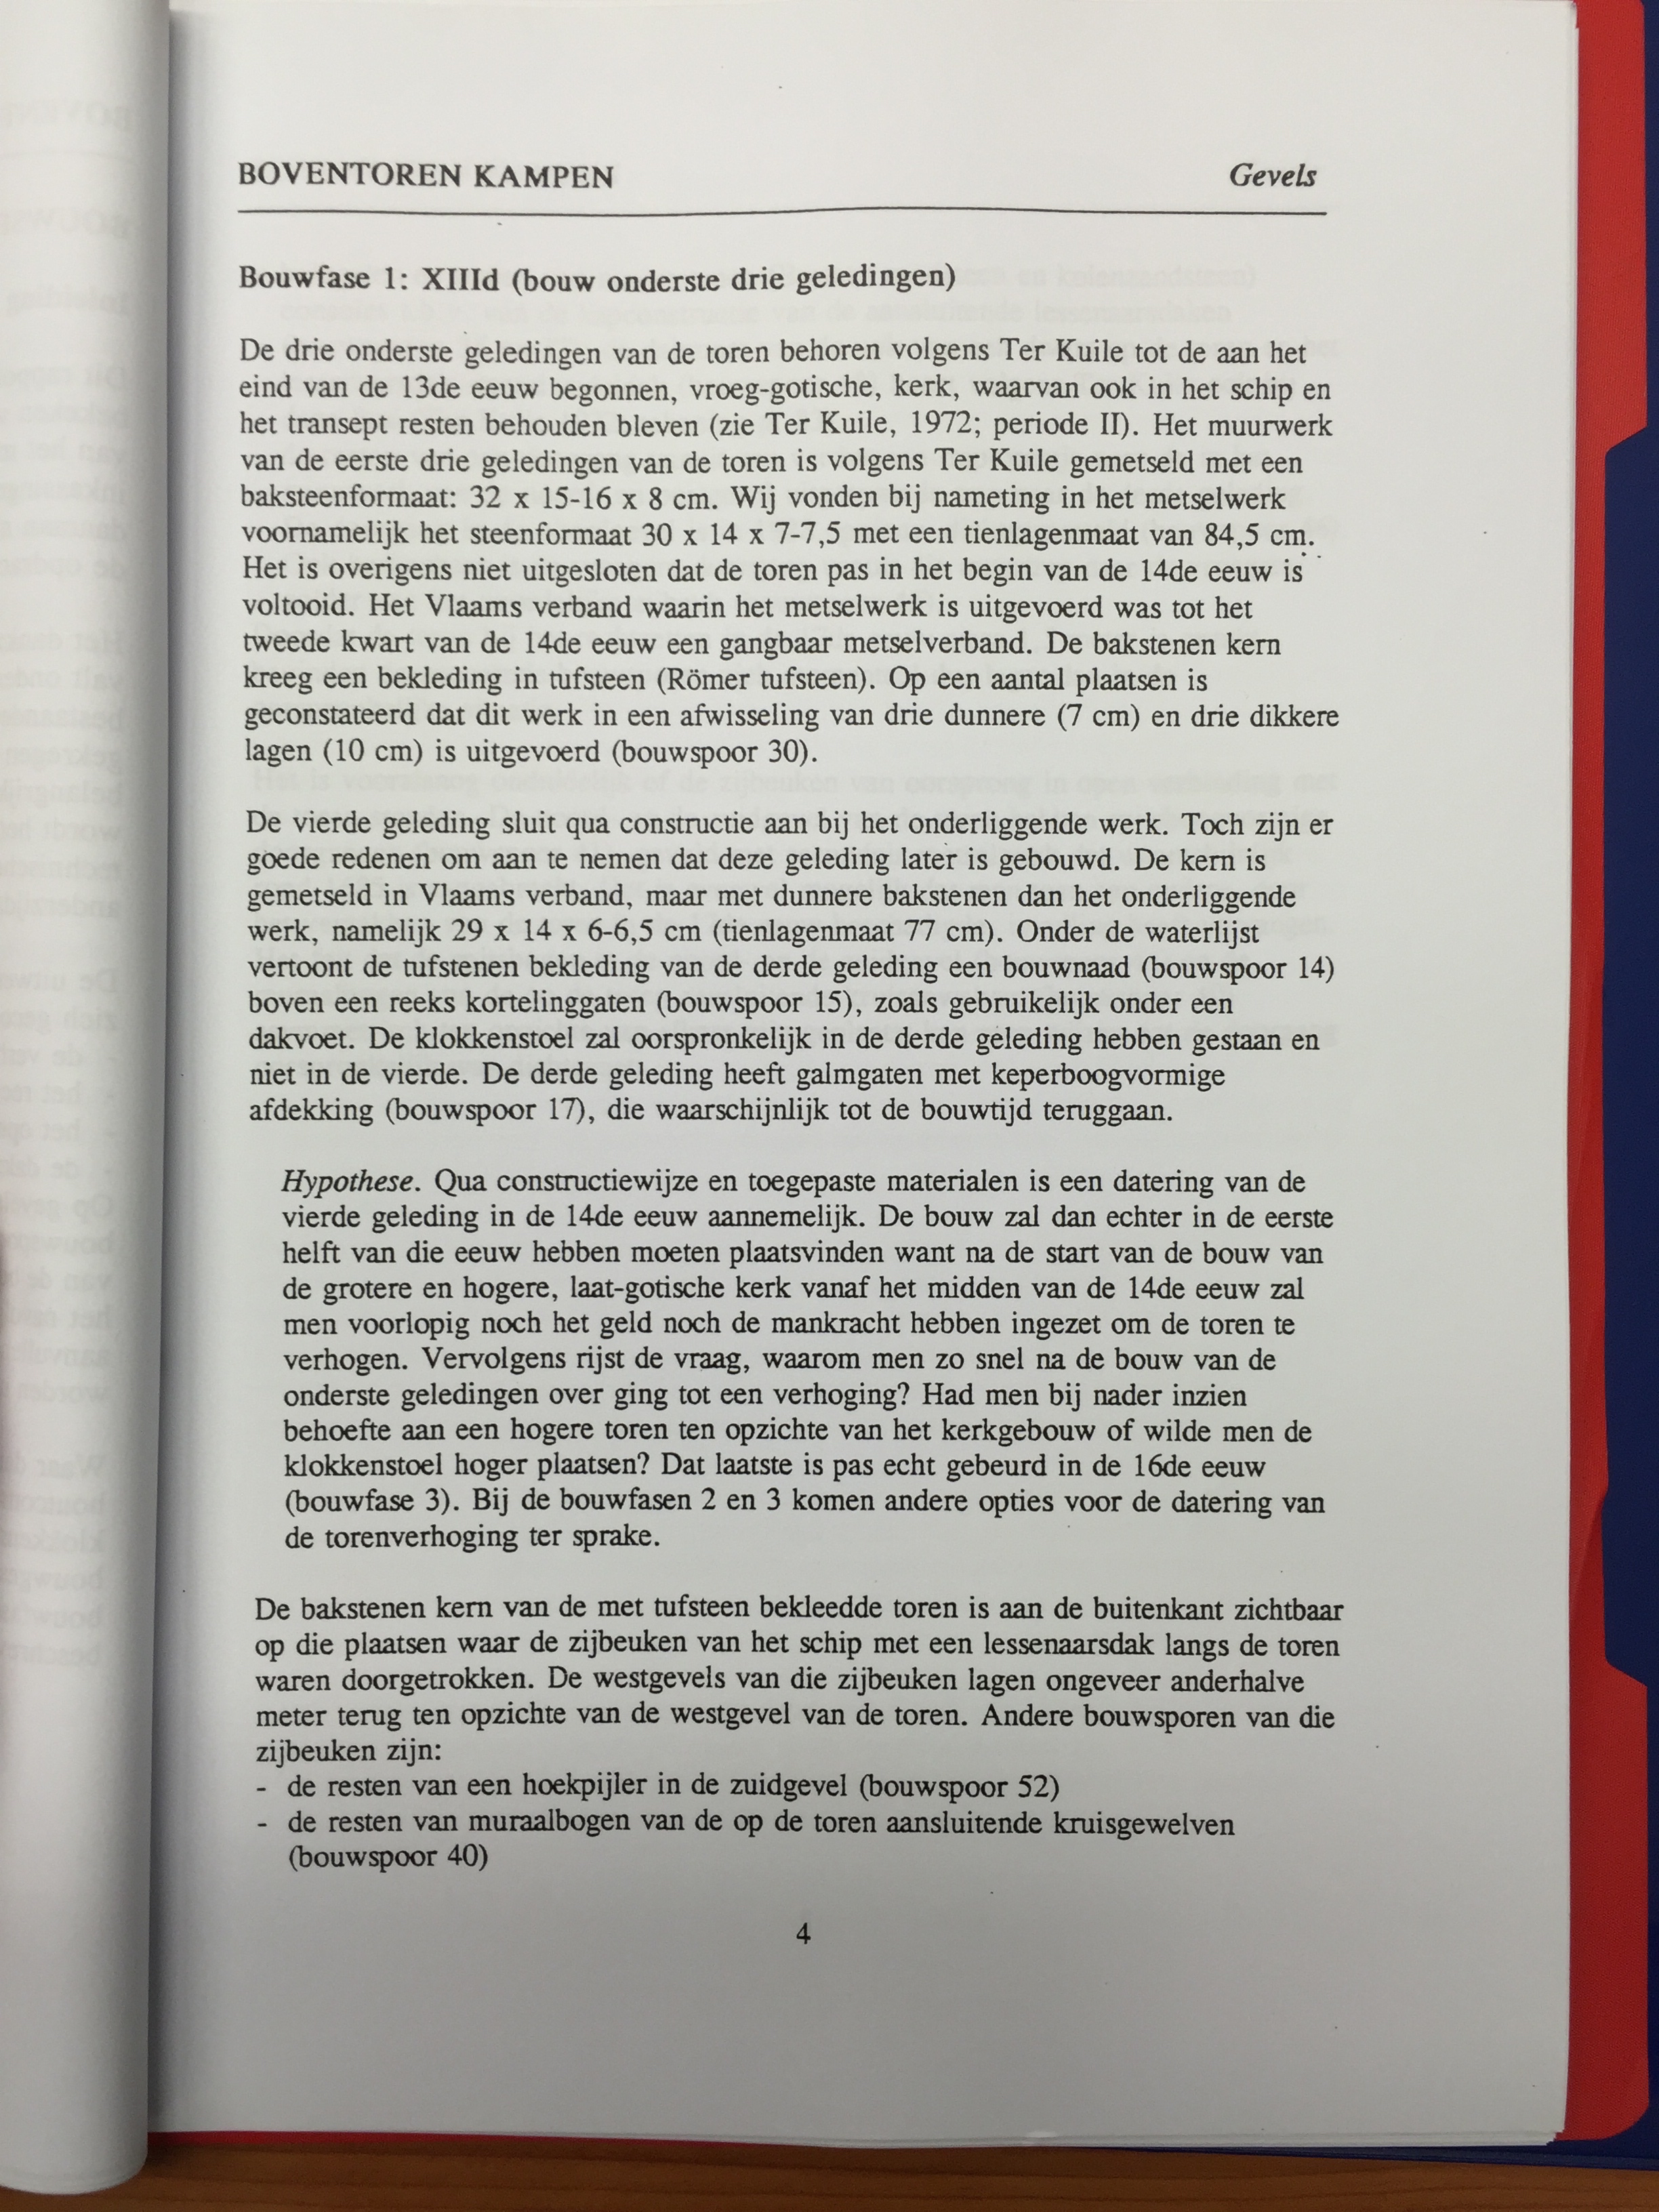 BOVENTOREN KAMPEN Gevels
Bouwfase 1: XIIId (bouw onderste drie geledingen)
De drie onderste geledingen van de toren behoren volgens Ter Kuile tot de aan het
eind van de 13de eeuw begonnen, vroeg-gotische, kerk, waarvan ook in het schip en
het transept resten behouden bleven (zie Ter Kuile, 1972; periode II). Het muurwerk
van de eerste drie geledingen van de toren is volgens Ter Kuile gemetseld met een
baksteenformaat: 32 x 15-16 x 8 cm. Wij vonden bij nameting in het metselwerk
voornamelijk het steenformaat 30 x 14 x 7-7,5 met een tienlagenmaat van 84,5 cm.
Het is overigens niet uitgesloten dat de toren pas in het begin van de 14de eeuw is
voltooid. Het Vlaams verband waarin het metselwerk is uitgevoerd was tot het
tweede kwart van de 14de eeuw een gangbaar metselverband. De bakstenen kern
kreeg een bekleding in tufsteen (Römer tufsteen). Op een aantal plaatsen is
geconstateerd dat dit werk in een afwisseling van drie dunnere (7 cm) en drie dikkere
lagen (10 cm) is uitgevoerd (bouwspoor 30).
De vierde geleding sluit qua constructie aan bij het onderliggende werk. Toch zijn er
goede redenen om aan te nemen dat deze geleding later is gebouwd. De kern is
gemetseld in Vlaams verband, maar met dunnere bakstenen dan het onderliggende
werk, namelijk 29 x 14 x 6-6,5 cm (tienlagenmaat 77 cm). Onder de waterlijst
vertoont de tufstenen bekleding van de derde geleding een bouwnaad (bouwspoor 14)
boven een reeks kortelinggaten (bouwspoor 15), zoals gebruikelijk onder een
dakvoet. De klokkenstoel zal oorspronkelijk in de derde geleding hebben gestaan en
niet in de vierde. De derde geleding heeft galmgaten met keperboogvormige
afdekking (bouwspoor 17), die waarschijnlijk tot de bouwtijd teruggaan.
Hypothese. Qua constructiewijze en toegepaste materialen is een datering van de
vierde geleding in de 14de eeuw aannemelijk. De bouw zal dan echter in de eerste
helft van die eeuw hebben moeten plaatsvinden want na de start van de bouw van
de grotere en hogere, laat-gotische kerk vanaf het midden van de 14de eeuw zal
men voorlopig noch het geld noch de mankracht hebben ingezet om de toren te
verhogen. Vervolgens rijst de vraag, waarom men zo snel na de bouw van de
onderste geledingen over ging tot een verhoging? Had men bij nader inzien
behoefte aan een hogere toren ten opzichte van het kerkgebouw of wilde men de
klokkenstoel hoger plaatsen? Dat laatste is pas echt gebeurd in de 16de eeuw
(bouwfase 3). Bij de bouwfasen 2 en 3 komen andere opties voor de datering van
de torenverhoging ter sprake.
De bakstenen kern van de met tufsteen bekleedde toren is aan de buitenkant zichtbaar
op die plaatsen waar de zijbeuken van het schip met een lessenaarsdak langs de toren
waren doorgetrokken. De westgevels van die zijbeuken lagen ongeveer anderhalve
meter terug ten opzichte van de westgevel van de toren. Andere bouwsporen van die
zijbeuken zijn:
- de resten van een hoekpijler in de zuidgevel (bouwspoor 52)
- de resten van muraalbogen van de op de toren aansluitende kruisgewelven
(bouwspoor 40)
4